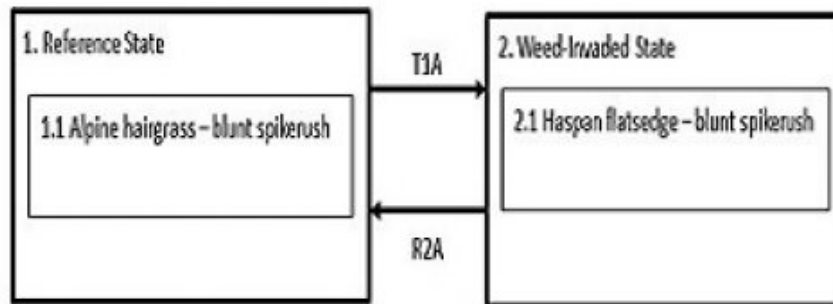 1. Reference State
1.1 Alpine hairgrass – blunt spikerush
T1A
R2A
2. Weed-Invaded State
2.1 Haspan flatsedge – blunt spikerush